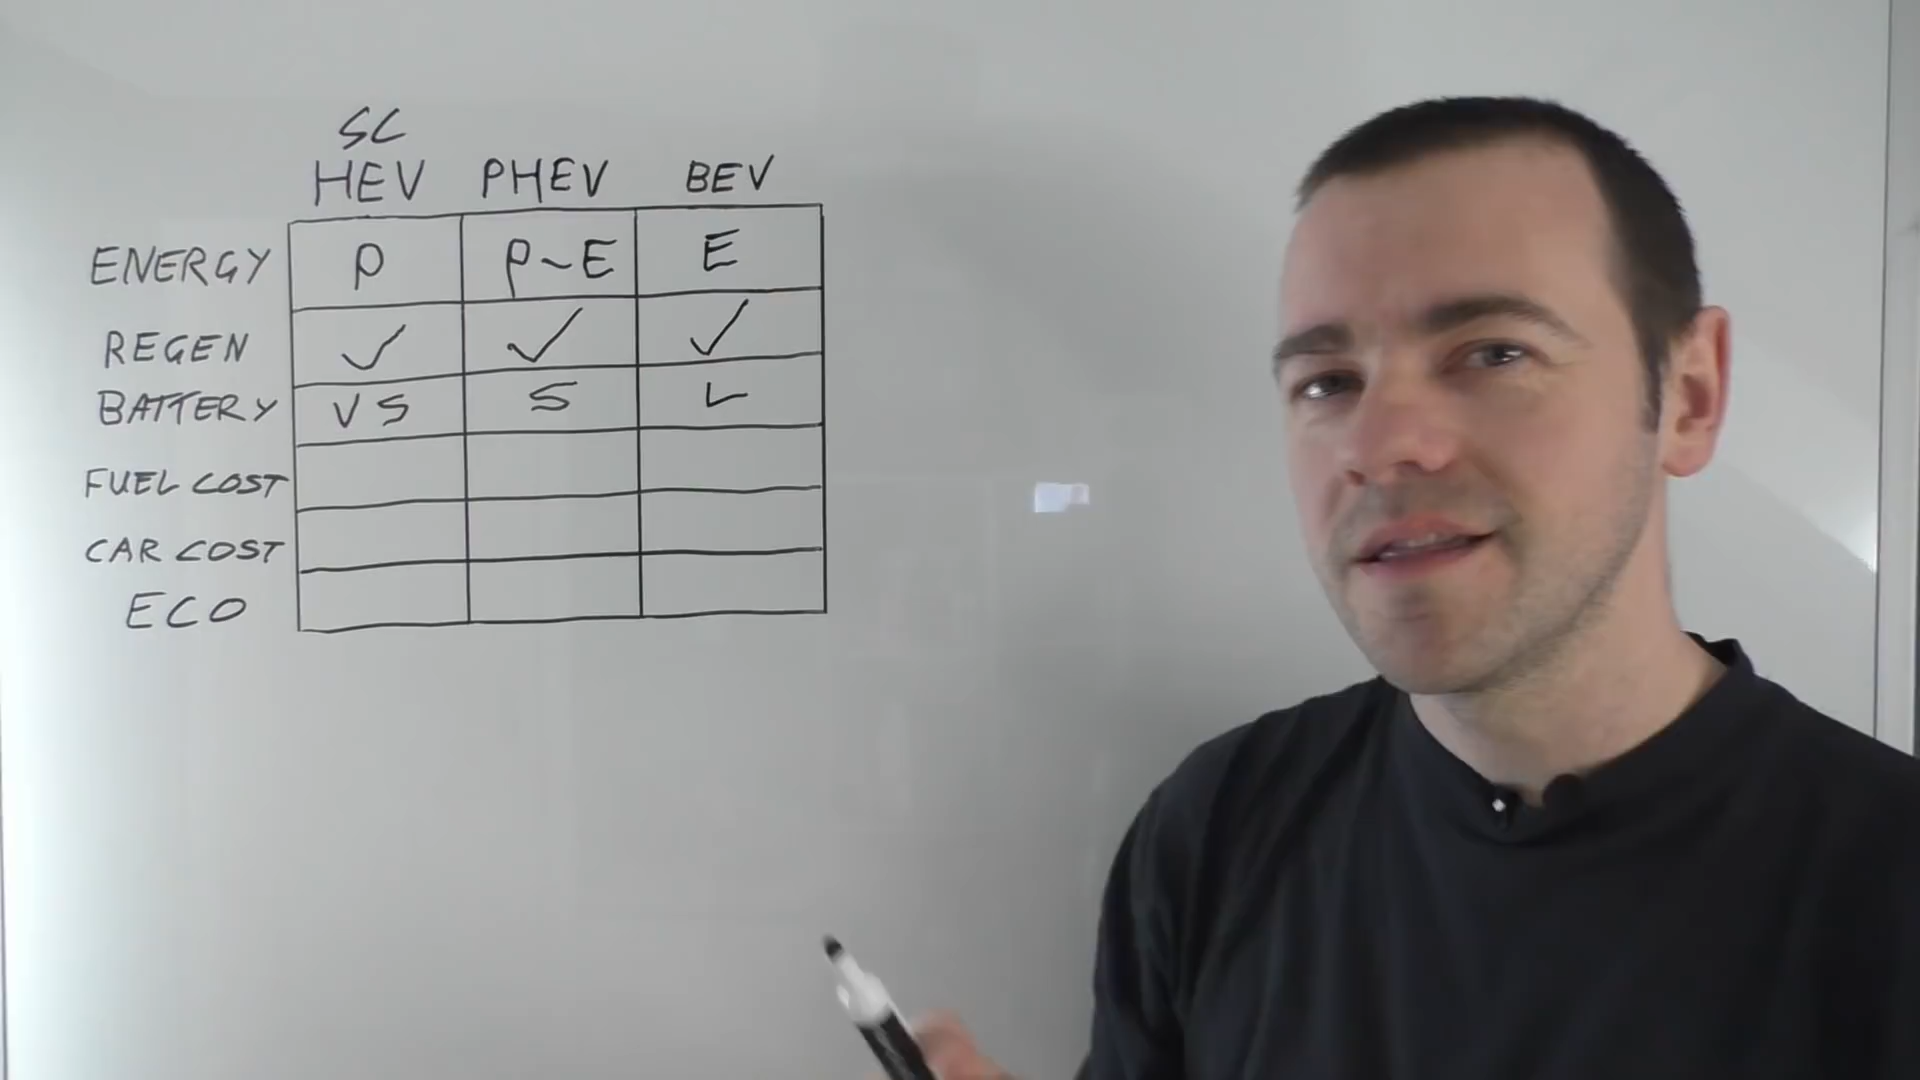 SC
HEV PHEV BEV
ENERGY P P~E E
REGEN ✓ ✓ ✓
BATTERY VS S L
FUEL COST
CAR COST
ECO